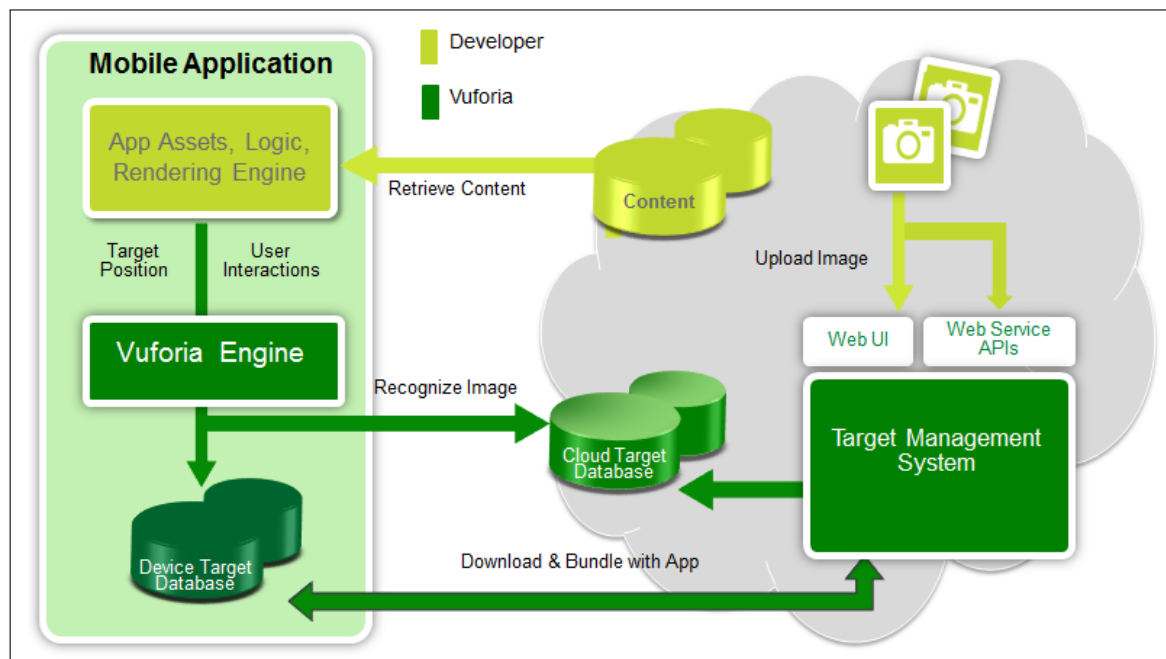 Mobile Application
Developer
Vuforia
App Assets, Logic,
Rendering Engine
Retrieve Content
Content
Target
Position
User
Interactions
Upload Image
Vuforia Engine
Web UI
Web Service
APIs
Recognize Image
Cloud Target
Database
Target Management
System
Device Target
Database
Download & Bundle with App